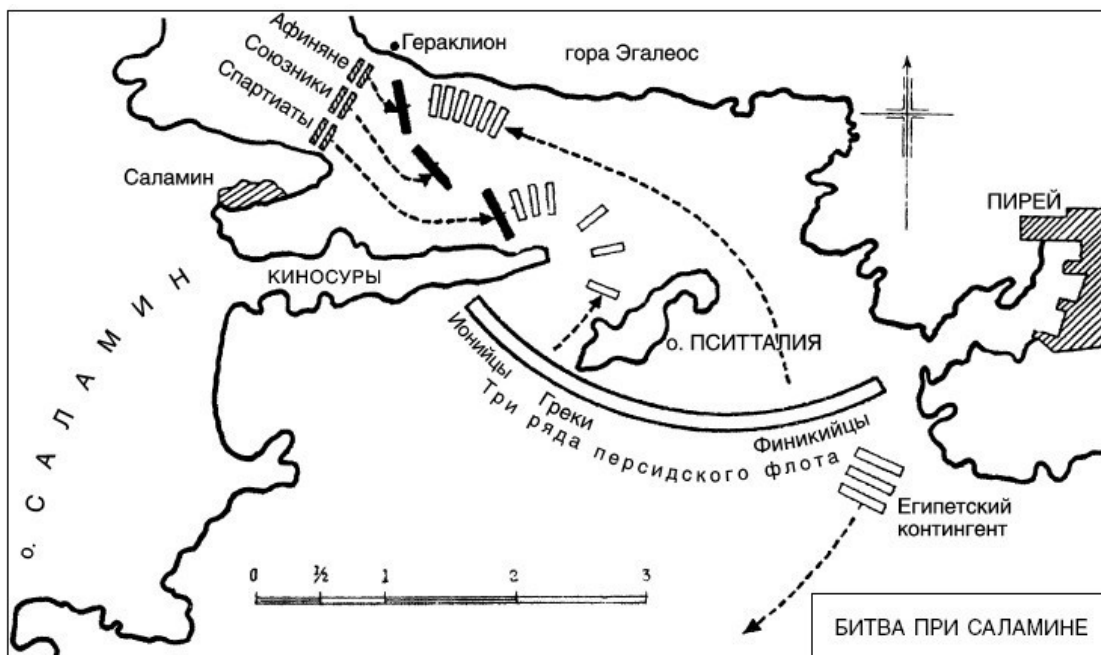 Афиняне
Союзники
Спартиаты
Гераклион
гора Эгалеос
Саламин
ПИРЕЙ
КИНОСУРЫ
о. САЛАМИН
о. ПСИТТАЛИЯ
Ионийцы
Греки
Финикийцы
Три ряда персидского флота
Египетский
контингент
0 ½ 1 2 3
БИТВА ПРИ САЛАМИНЕ